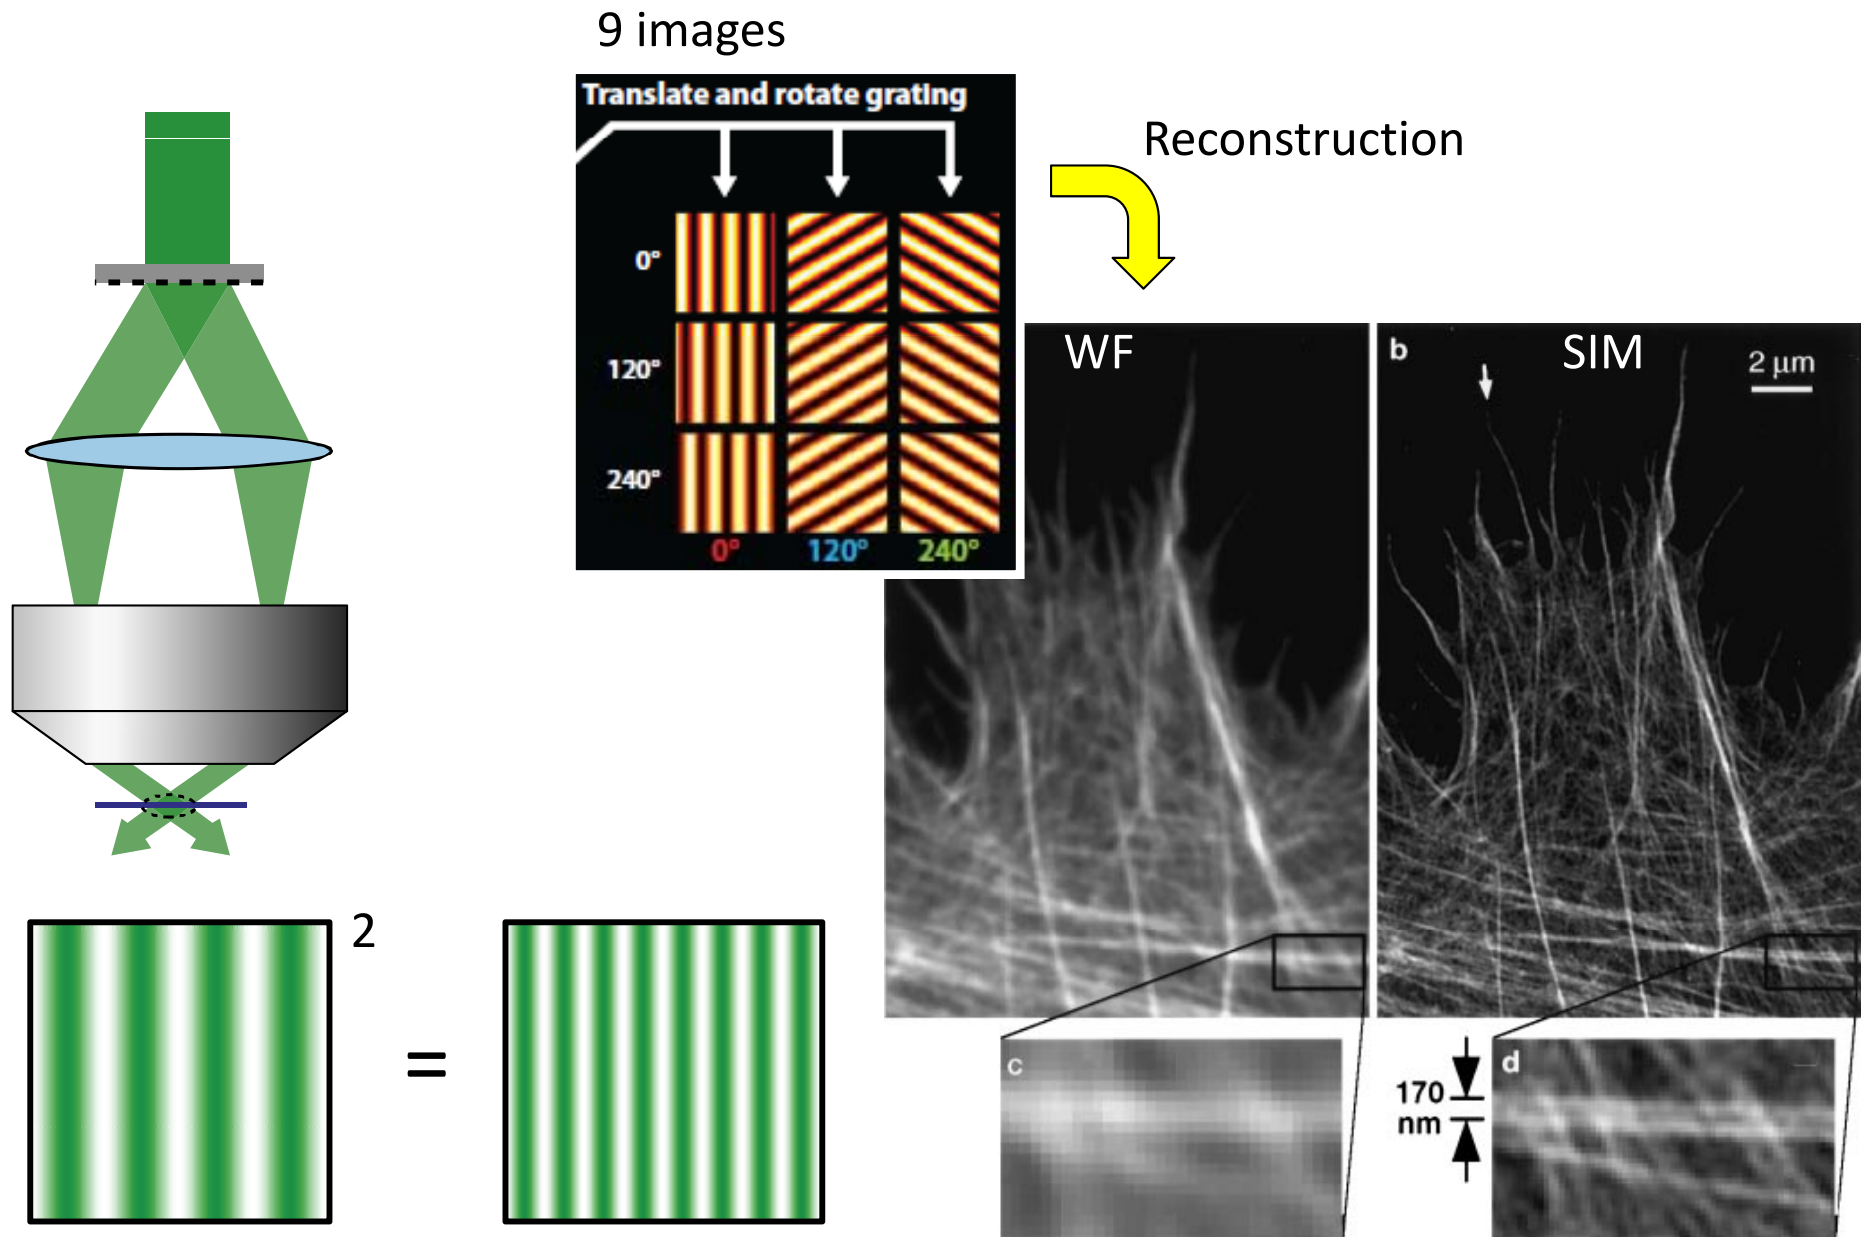 9 images
Translate and rotate grating
0°
120°
240°
0° 120° 240°
Reconstruction
WF
b
SIM
2 µm
2
=
c
170
nm
d